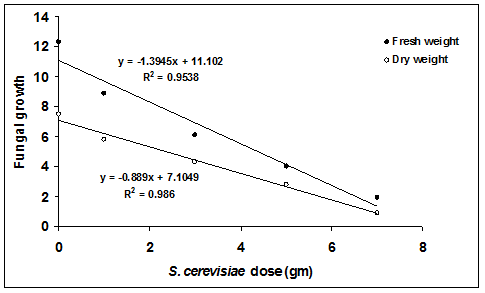 14
12
10
8
6
4
2
0
Fungal growth
Fresh weight
Dry weight
y = -1.3945x + 11.102
R² = 0.9538
y = -0.889x + 7.1049
R² = 0.986
0 2 4 6 8
S. cerevisiae dose (gm)